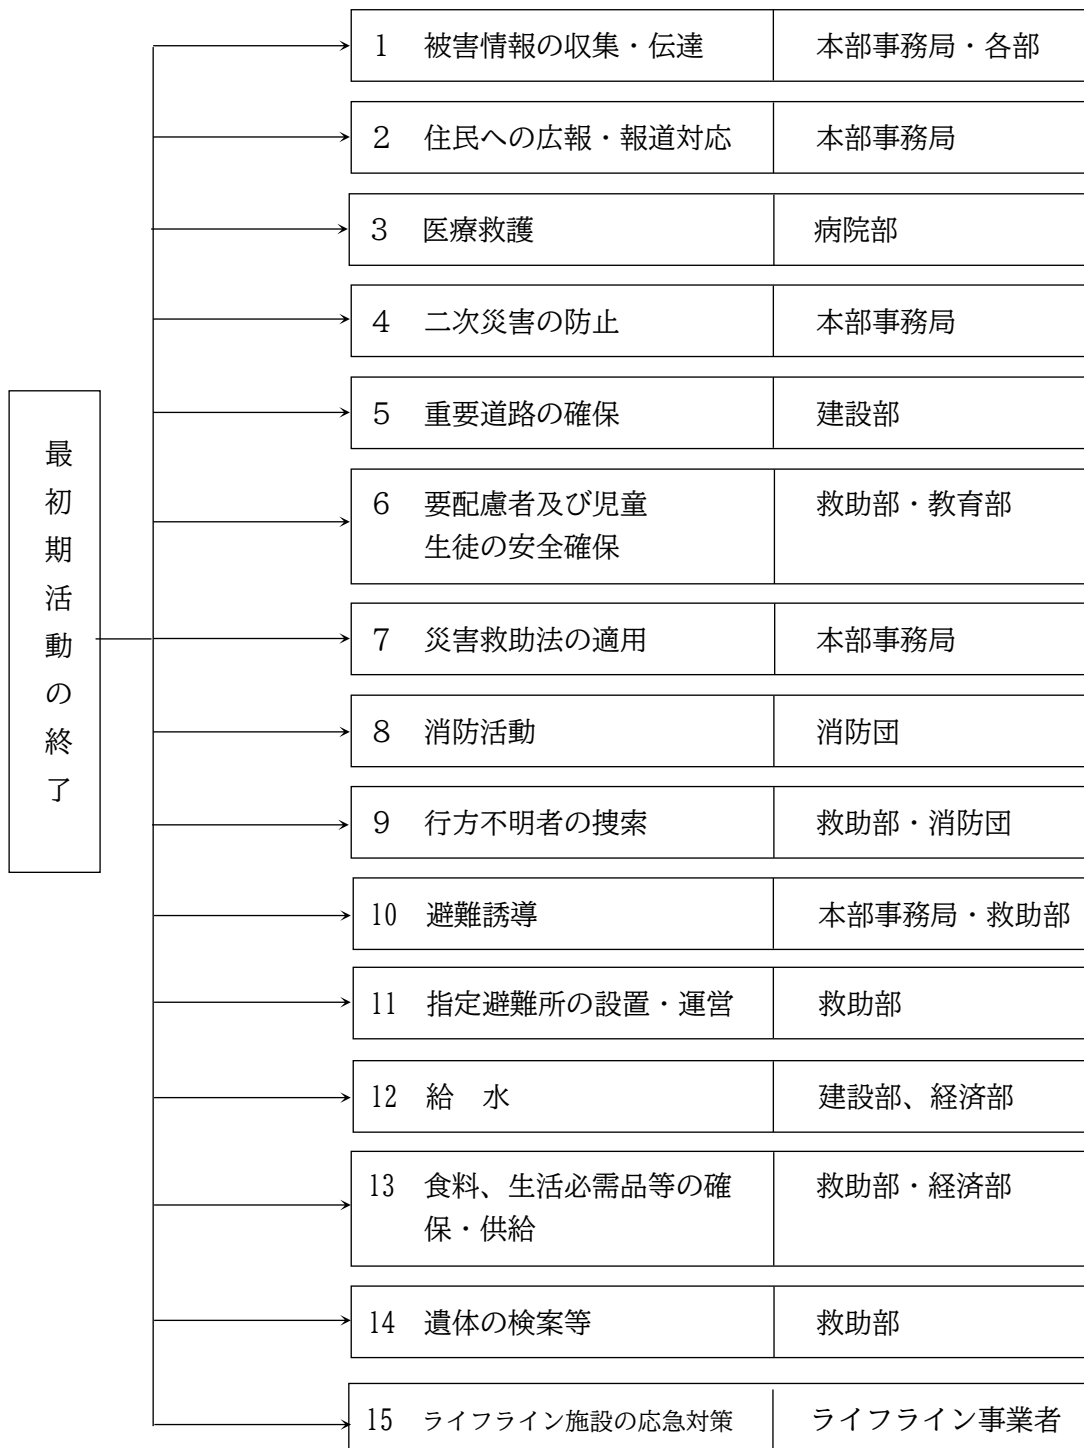 1 被害情報の収集・伝達 本部事務局・各部
2 住民への広報・報道対応 本部事務局
3 医療救護 病院部
4 二次災害の防止 本部事務局
5 重要道路の確保 建設部
6 要配慮者及び児童 救助部・教育部
生徒の安全確保
最初期活動の終了
7 災害救助法の適用 本部事務局
8 消防活動 消防団
9 行方不明者の捜索 救助部・消防団
10 避難誘導 本部事務局・救助部
11 指定避難所の設置・運営 救助部
12 給 水 建設部、経済部
13 食料、生活必需品等の確 救助部・経済部
保・供給
14 遺体の検案等 救助部
15 ライフライン施設の応急対策 ライフライン事業者